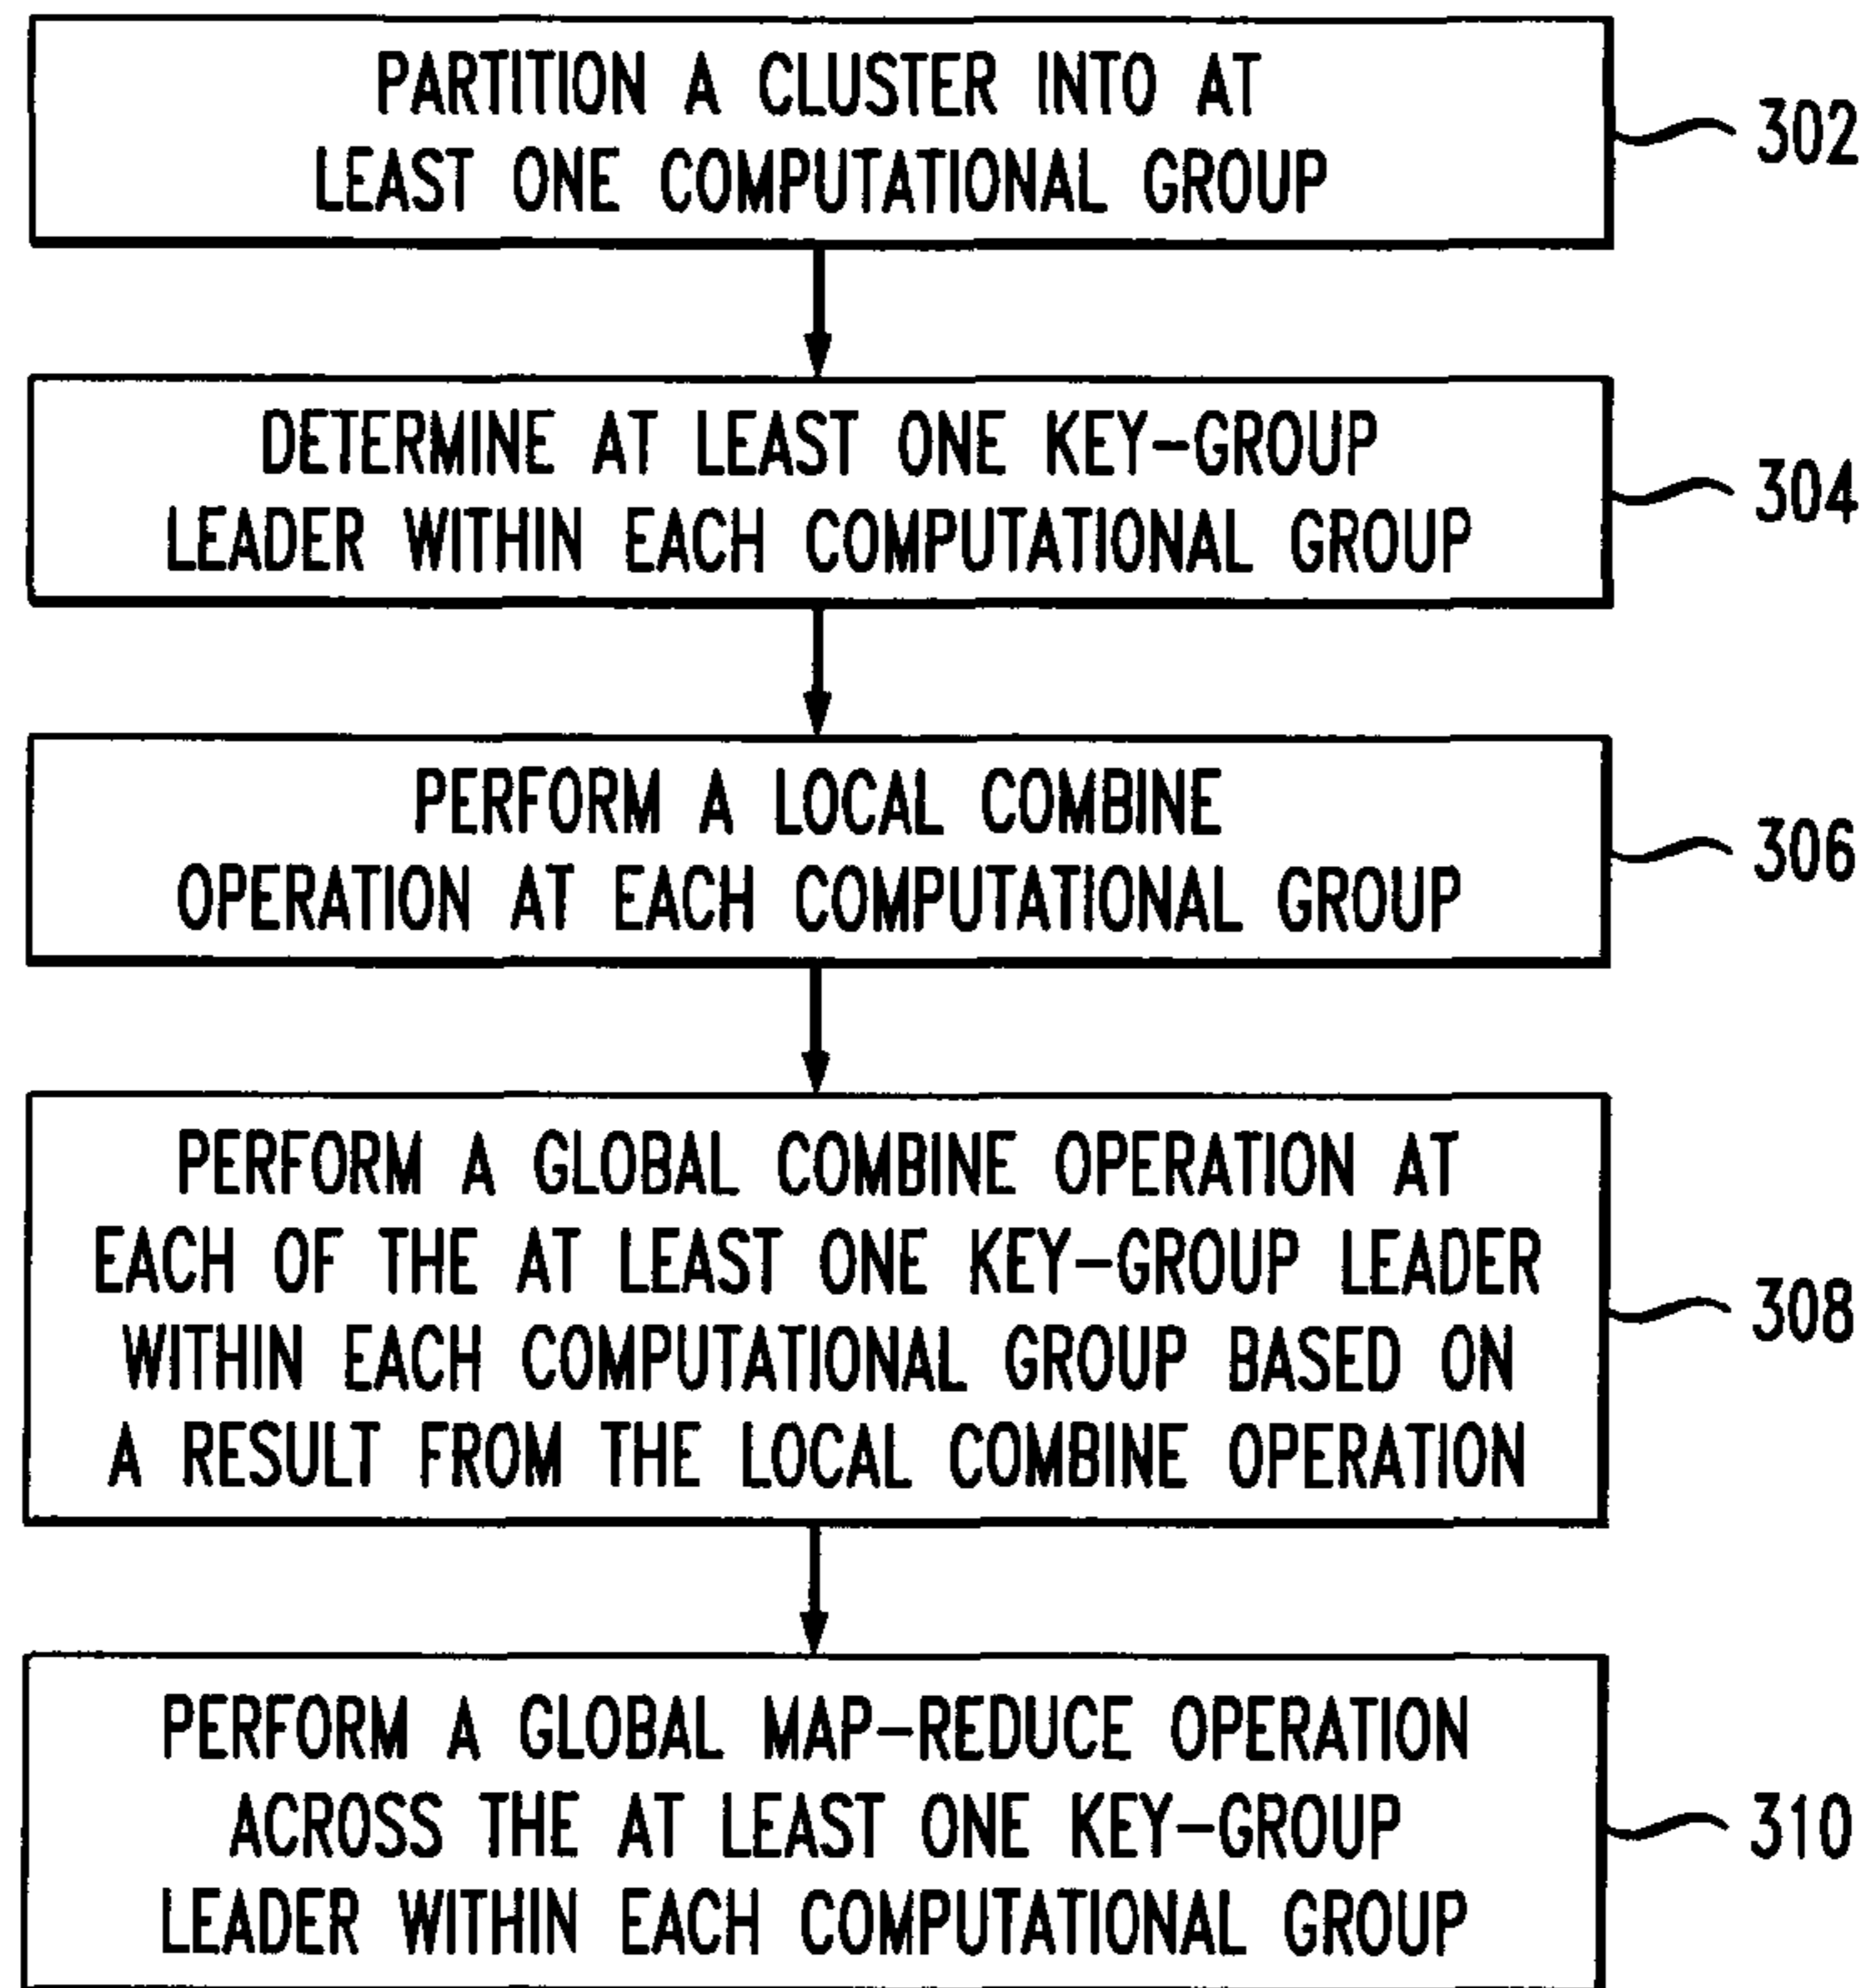 PARTITION A CLUSTER INTO AT
LEAST ONE COMPUTATIONAL GROUP
302
DETERMINE AT LEAST ONE KEY-GROUP
LEADER WITHIN EACH COMPUTATIONAL GROUP
304
PERFORM A LOCAL COMBINE
OPERATION AT EACH COMPUTATIONAL GROUP
306
PERFORM A GLOBAL COMBINE OPERATION AT
EACH OF THE AT LEAST ONE KEY-GROUP LEADER
WITHIN EACH COMPUTATIONAL GROUP BASED ON
A RESULT FROM THE LOCAL COMBINE OPERATION
308
PERFORM A GLOBAL MAP-REDUCE OPERATION
ACROSS THE AT LEAST ONE KEY-GROUP
LEADER WITHIN EACH COMPUTATIONAL GROUP
310